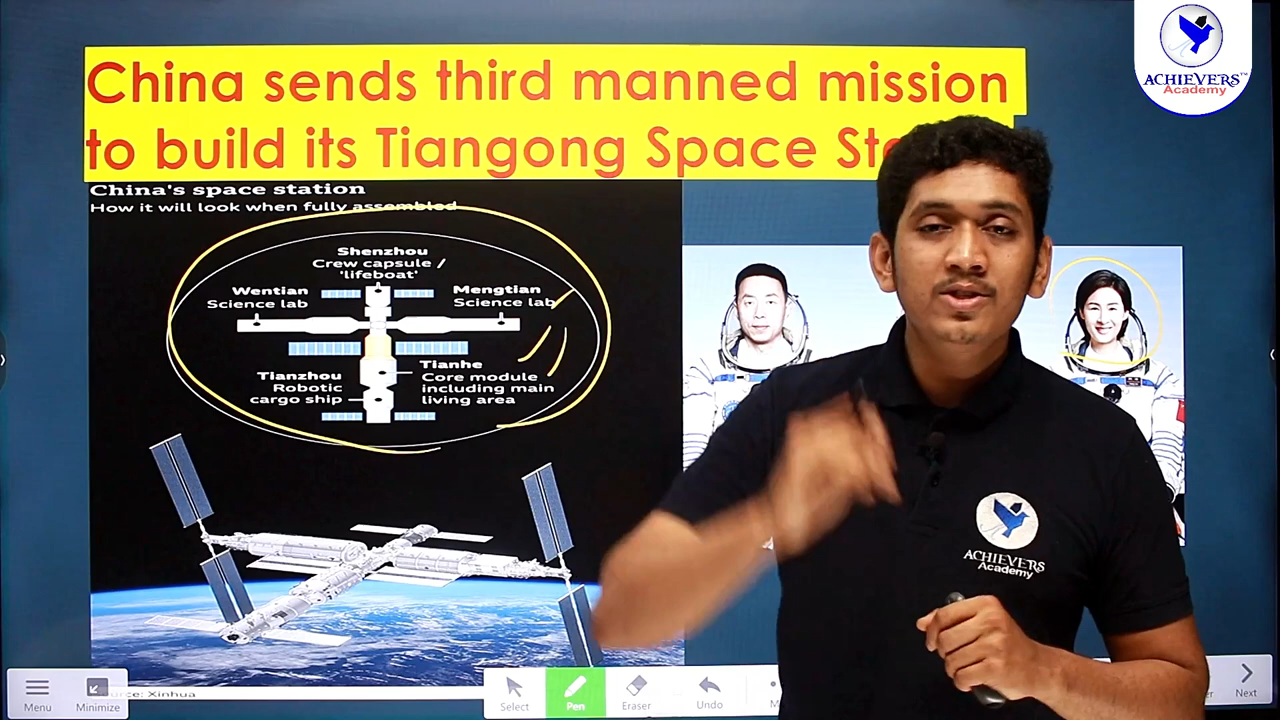 ACHIEVERS™
Academy
China sends third manned mission
to build its Tiangong Space
China's space station
How it will look when fully assembled
Shenzhou
Crew capsule /
'lifeboat'
Wentian
Science lab
Mengtian
Science lab
Tianhe
Core module
including main
living area
Tianzhou
Robotic
cargo ship
ACHIEVERS
Academy
Xinhua
Menu
Minimize
Select
Pen
Eraser
Undo
Next